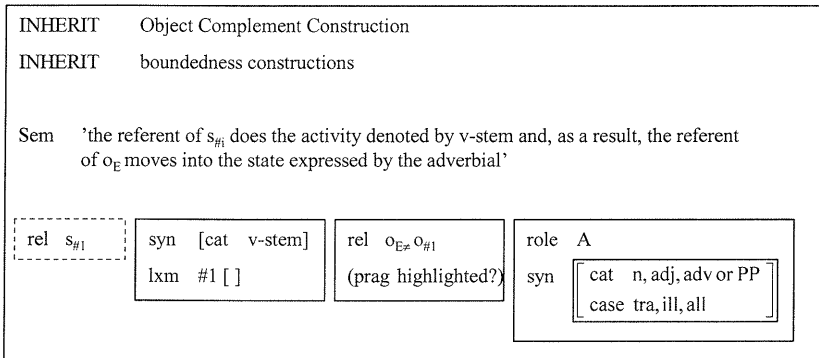 INHERIT Object Complement Construction
INHERIT boundedness constructions
Sem 'the referent of s#i does the activity denoted by v-stem and, as a result, the referent
of oE moves into the state expressed by the adverbial'
rel s#1
syn [cat v-stem]
lxm #1 [ ]
rel oE≠ o#1
(prag highlighted?)
role A
syn
cat n, adj, adv or PP
case tra, ill, all